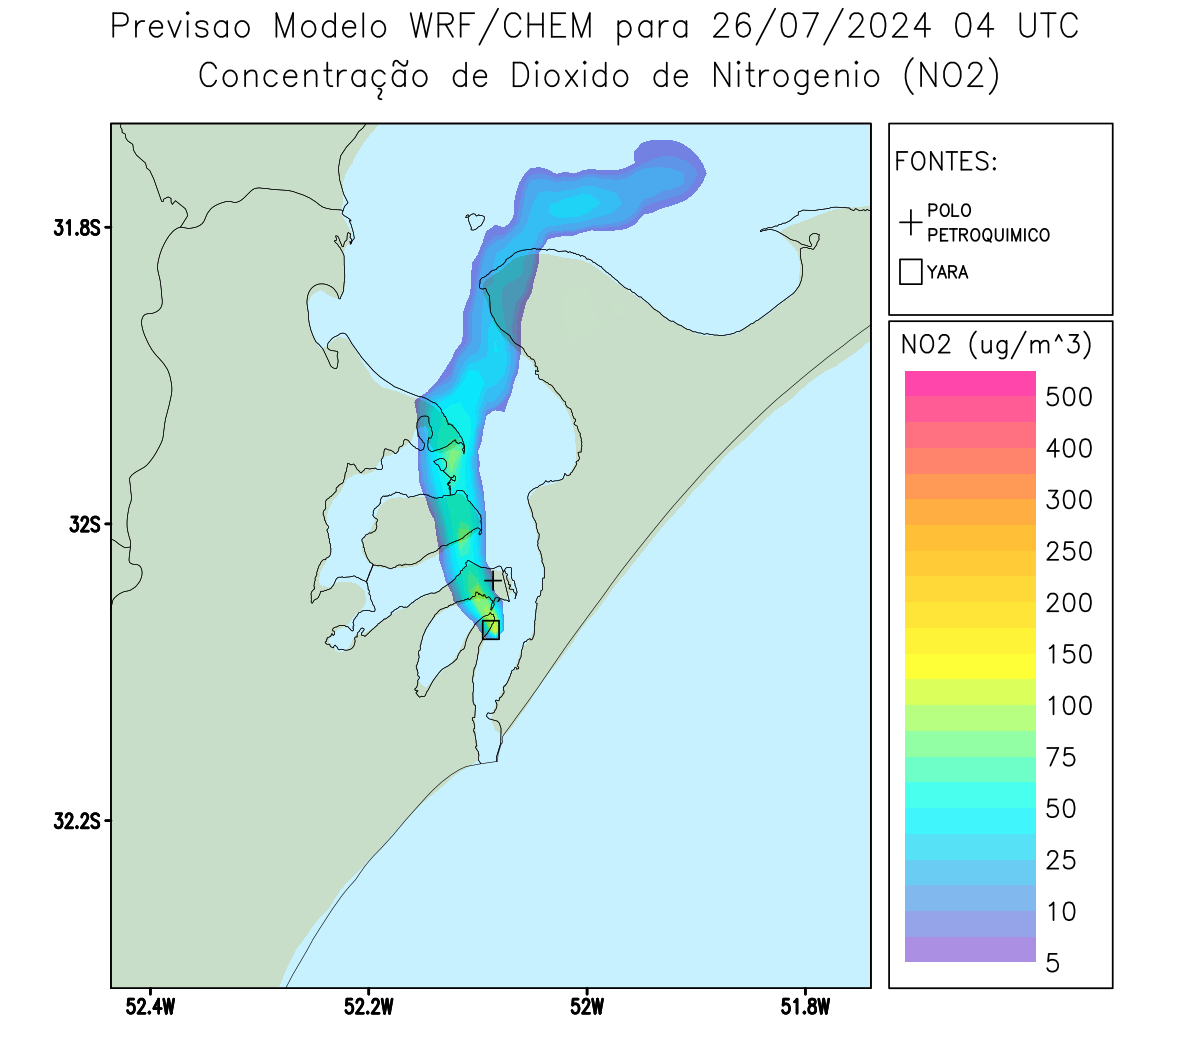 Previsao Modelo WRF/CHEM para 26/07/2024 04 UTC
Concentração de Dioxido de Nitrogenio (NO2)
FONTES:
POLO
PETROQUIMICO
YARA
31.8S
32S
32.2S
52.4W
52.2W
52W
51.8W
NO2 (ug/m^3)
500
400
300
250
200
150
100
75
50
25
10
5